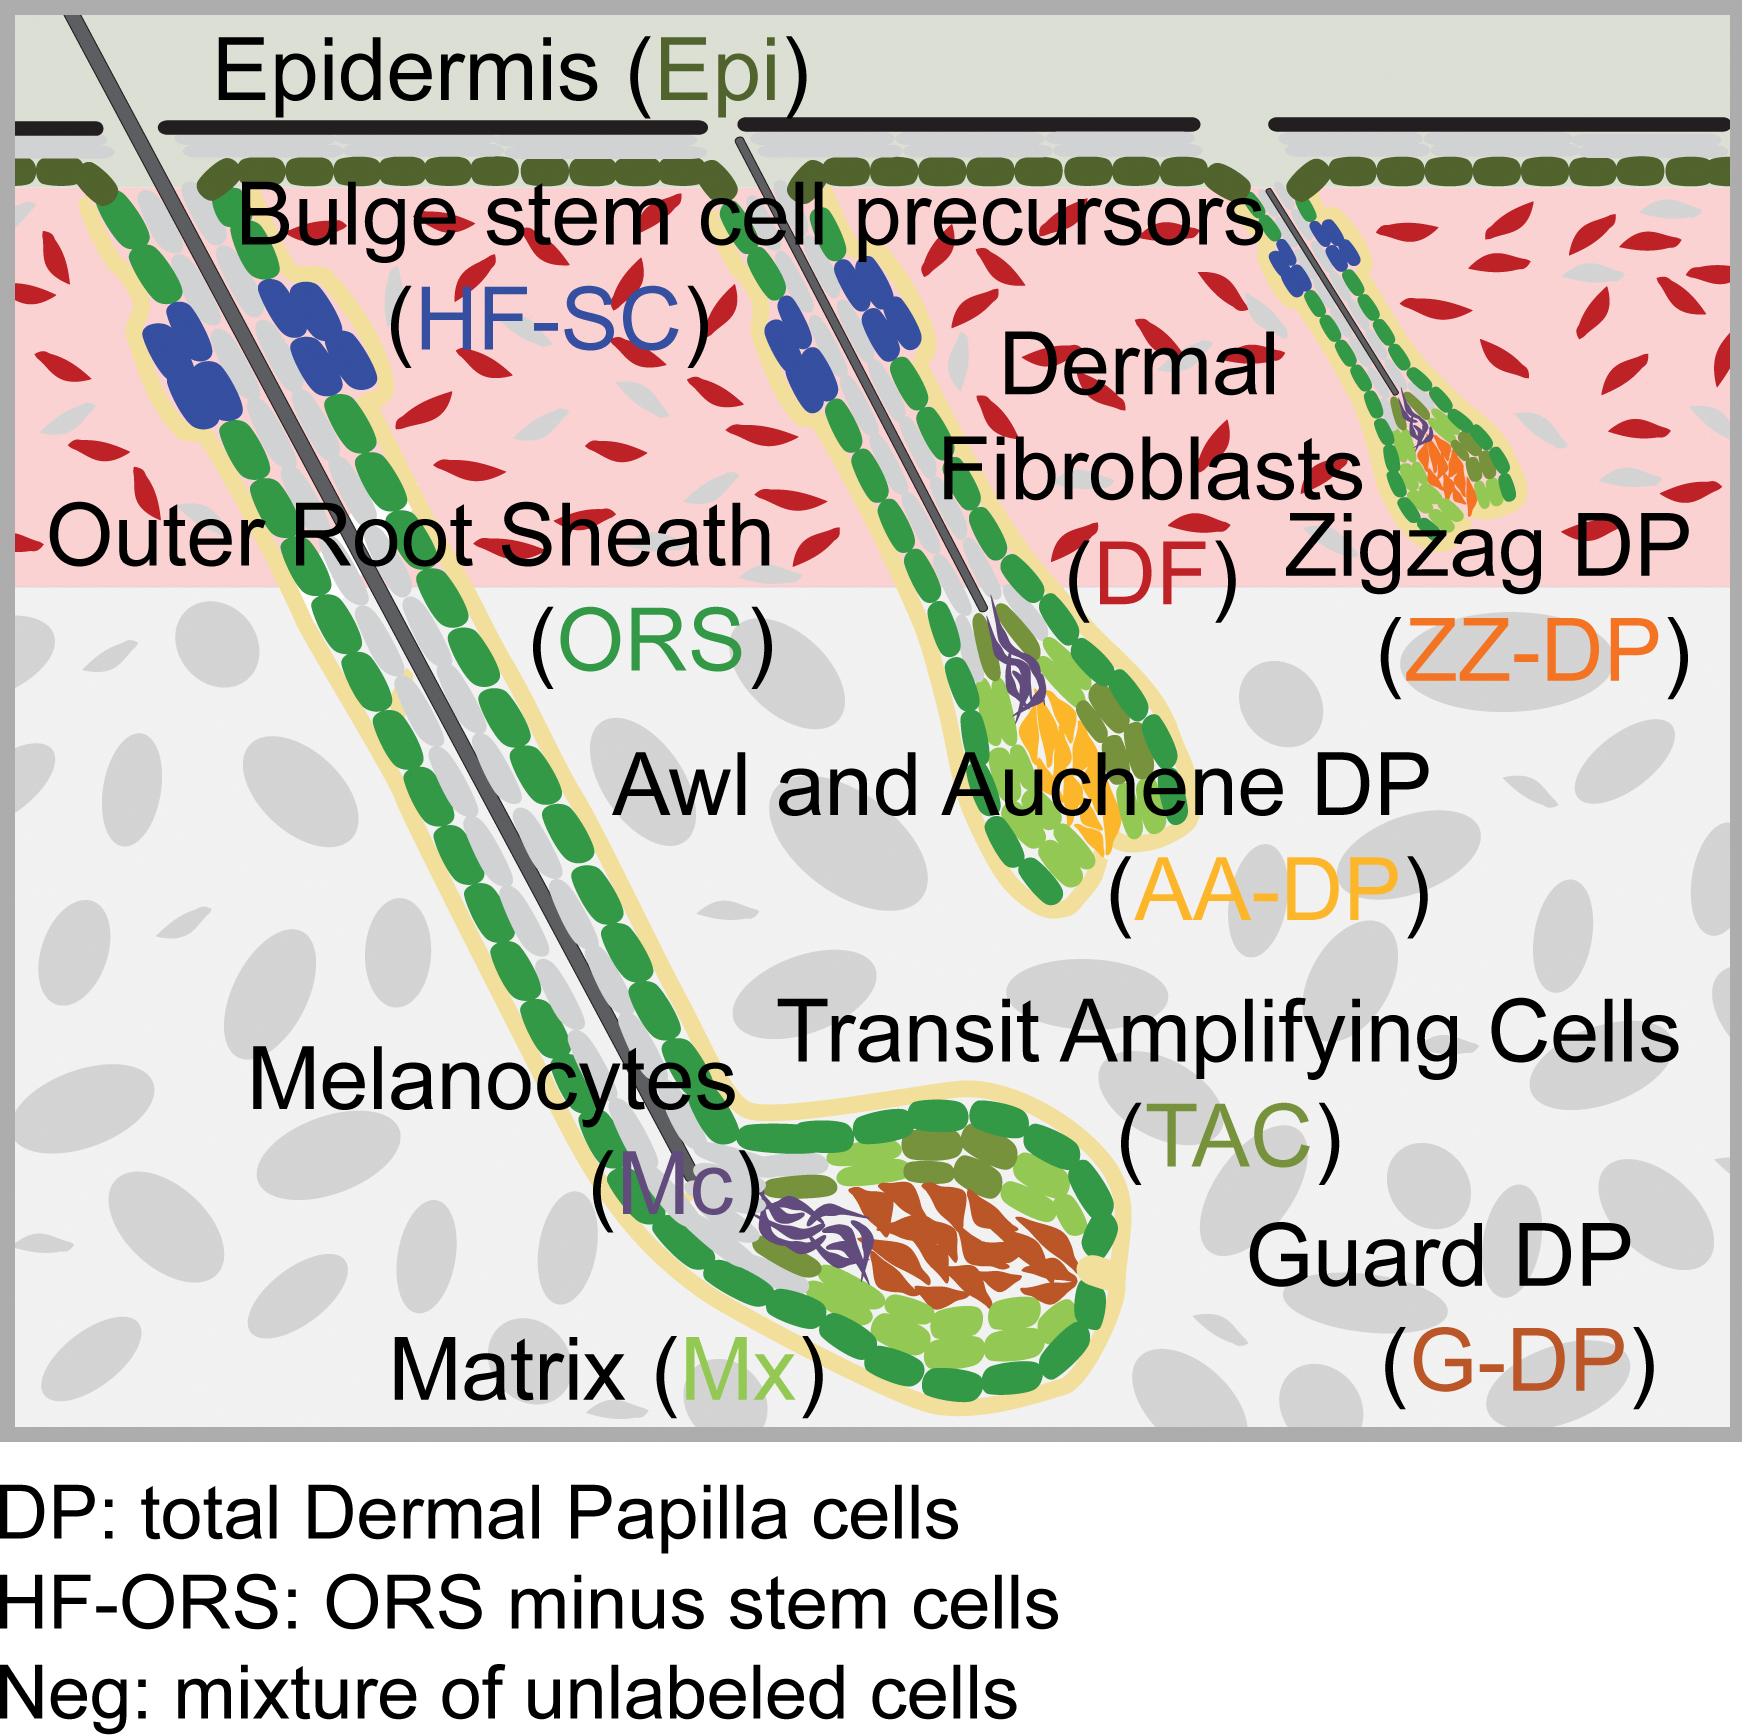 Epidermis (Epi)
Bulge stem cell precursors
(HF-SC)
Dermal
Fibroblasts
(DF)
Outer Root Sheath
(ORS)
Zigzag DP
(ZZ-DP)
Awl and Auchene DP
(AA-DP)
Transit Amplifying Cells
(TAC)
Melanocytes
(Mc)
Guard DP
(G-DP)
Matrix (Mx)
DP: total Dermal Papilla cells
HF-ORS: ORS minus stem cells
Neg: mixture of unlabeled cells